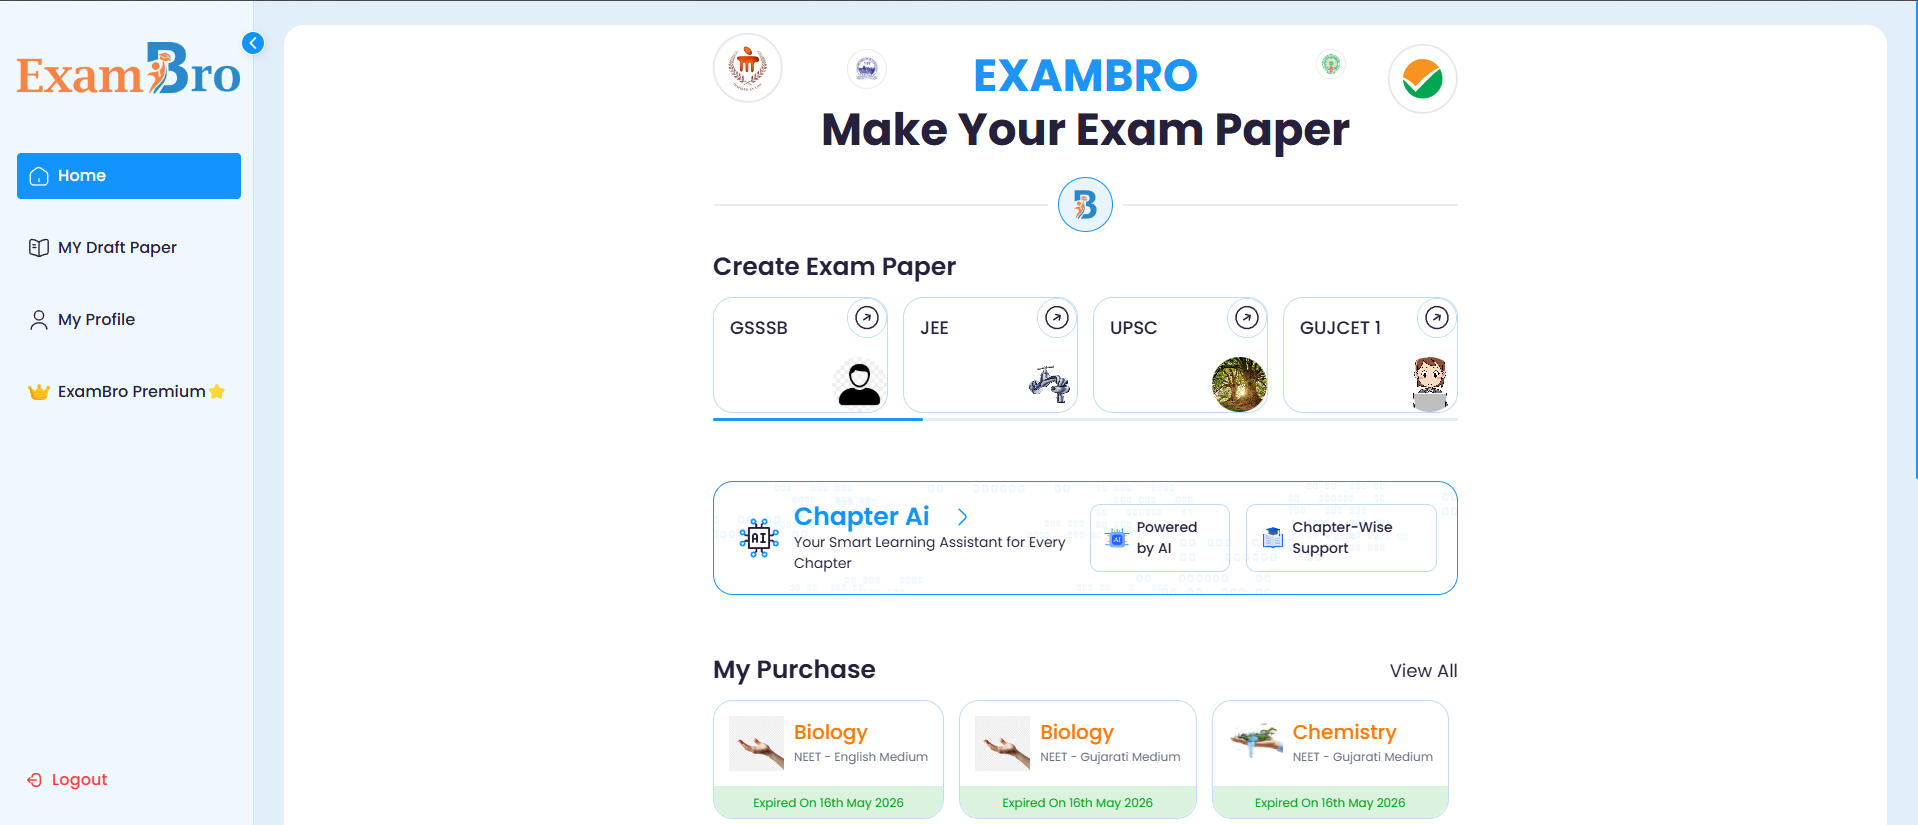 ExamBro
Home
MY Draft Paper
My Profile
ExamBro Premium
Logout
EXAMBRO
Make Your Exam Paper
B
Create Exam Paper
GSSSB
JEE
UPSC
GUJCET 1
AI
Chapter Ai
Your Smart Learning Assistant for Every
Chapter
AI
Powered
by AI
Chapter-Wise
Support
My Purchase
View All
Biology
NEET - English Medium
Expired On 16th May 2026
Biology
NEET - Gujarati Medium
Expired On 16th May 2026
Chemistry
NEET - Gujarati Medium
Expired On 16th May 2026